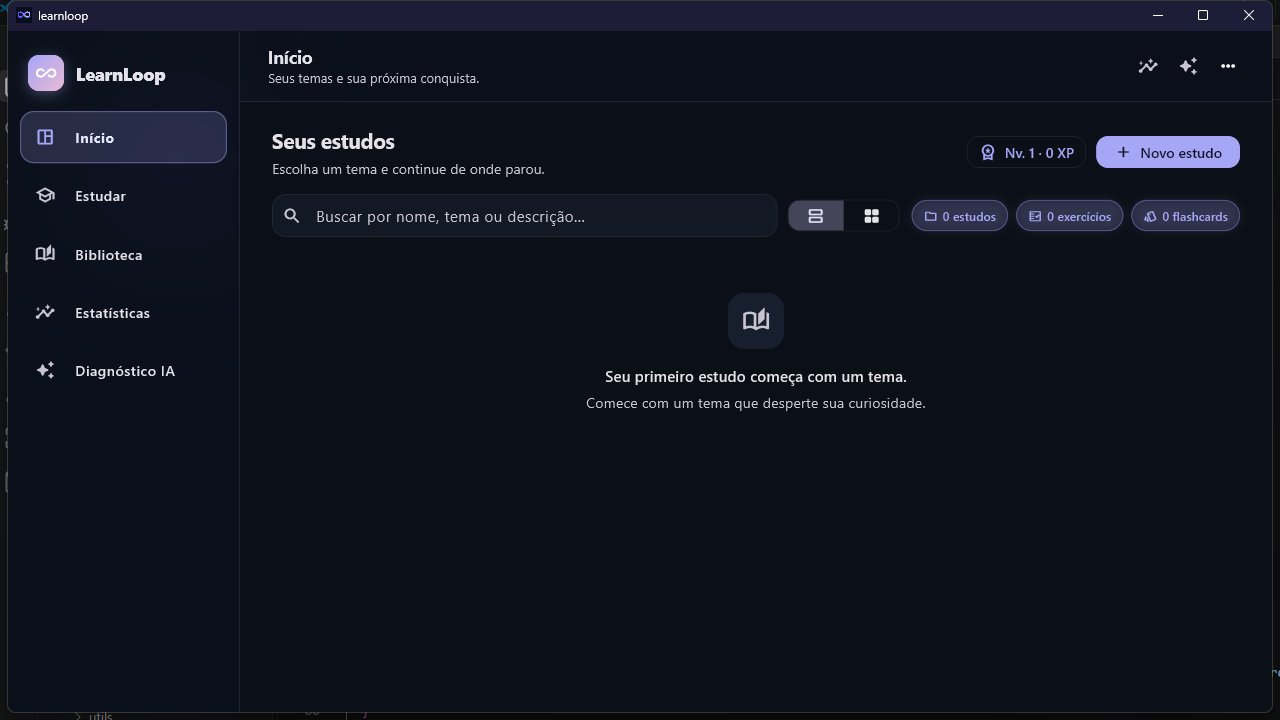 learnloop
LearnLoop
Início
Estudar
Biblioteca
Estatísticas
Diagnóstico IA
Início
Seus temas e sua próxima conquista.
Seus estudos
Escolha um tema e continue de onde parou.
Nv. 1 · 0 XP
Novo estudo
Buscar por nome, tema ou descrição...
0 estudos
0 exercícios
0 flashcards
Seu primeiro estudo começa com um tema.
Comece com um tema que desperte sua curiosidade.
utils